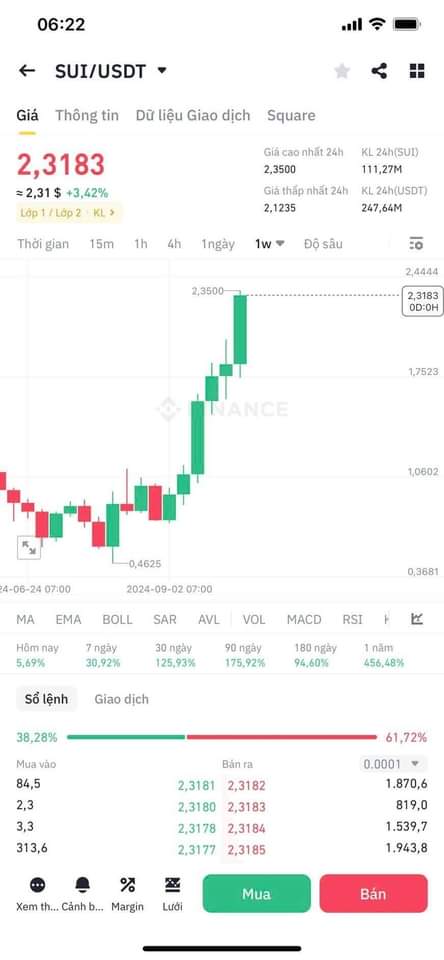 06:22
SUI/USDT
Giá Thông tin Dữ liệu Giao dịch Square
2,3183
≈ 2,31 $ +3,42%
Lớp 1 / Lớp 2 · KL >
Giá cao nhất 24h KL 24h(SUI)
2,3500 111,27M
Giá thấp nhất 24h KL 24h(USDT)
2,1235 247,64M
Thời gian 15m 1h 4h 1ngày 1w Độ sâu
2,4444
2,3500
2,3183
0D:0H
1,7523
BINANCE
1,0602
0,4625
0,3681
24-06-24 07:00 2024-09-02 07:00
MA EMA BOLL SAR AVL VOL MACD RSI
Hôm nay 7 ngày 30 ngày 90 ngày 180 ngày 1 năm
5,69% 30,92% 125,93% 175,92% 94,60% 456,48%
Sổ lệnh Giao dịch
38,28% 61,72%
Mua vào Bán ra 0.0001
84,5 2,3181 2,3182 1.870,6
2,3 2,3180 2,3183 819,0
3,3 2,3178 2,3184 1.539,7
313,6 2,3177 2,3185 1.943,8
Xem th... Cảnh b... Margin Lưới
Mua Bán